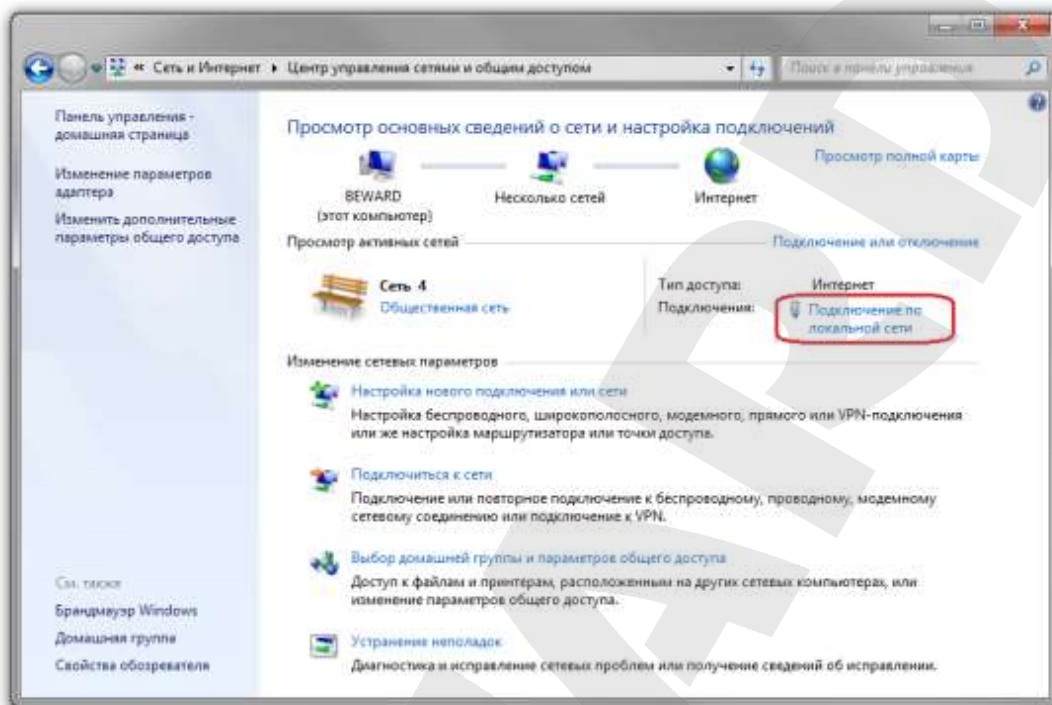 « Сеть и Интернет ▸ Центр управления сетями и общим доступом
Поиск в панели управления
Панель управления -
домашняя страница
Изменение параметров
адаптера
Изменить дополнительные
параметры общего доступа
Просмотр основных сведений о сети и настройка подключений
Просмотр полной карты
BEWARD
(этот компьютер)
Несколько сетей
Интернет
Просмотр активных сетей
Подключение или отключение
Сеть 4
Общественная сеть
Тип доступа:
Интернет
Подключения:
Подключение по
локальной сети
Изменение сетевых параметров
Настройка нового подключения или сети
Настройка беспроводного, широкополосного, модемного, прямого или VPN-подключения
или же настройка маршрутизатора или точки доступа.
Подключиться к сети
Подключение или повторное подключение к беспроводному, проводному, модемному
сетевому соединению или подключение к VPN.
Выбор домашней группы и параметров общего доступа
Доступ к файлам и принтерам, расположенным на других сетевых компьютерах, или
изменение параметров общего доступа.
Устранение неполадок
Диагностика и исправление сетевых проблем или получение сведений об исправлении.
См. также
Брандмауэр Windows
Домашняя группа
Свойства обозревателя